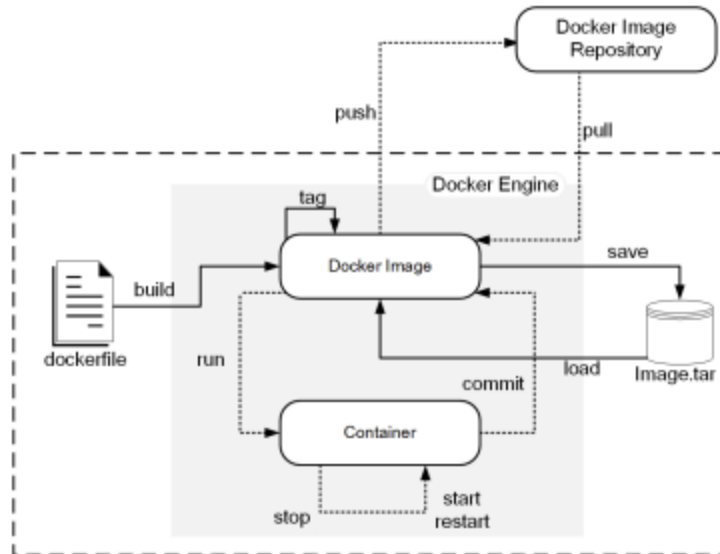 Docker Image
Repository
push
pull
Docker Engine
tag
Docker Image
save
build
dockerfile
run
commit
load
Image.tar
Container
stop
start
restart